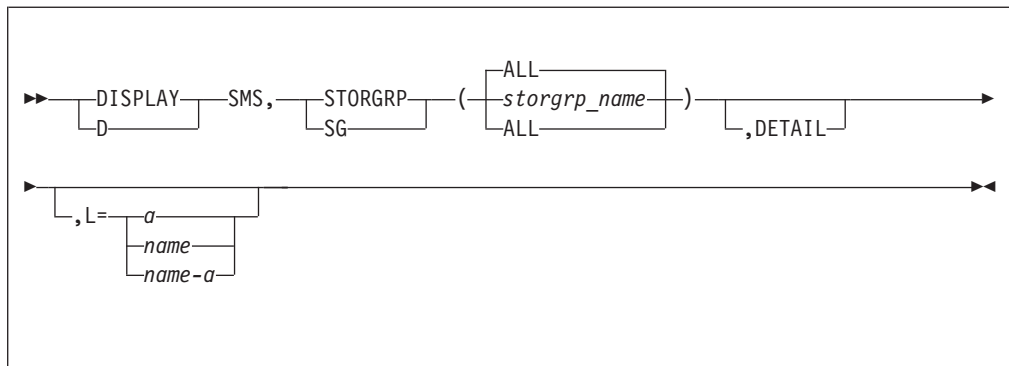 ALL
DISPLAY SMS, STORGRP ( storgrp_name )
D SG ALL ,DETAIL
,L= a
name
name-a